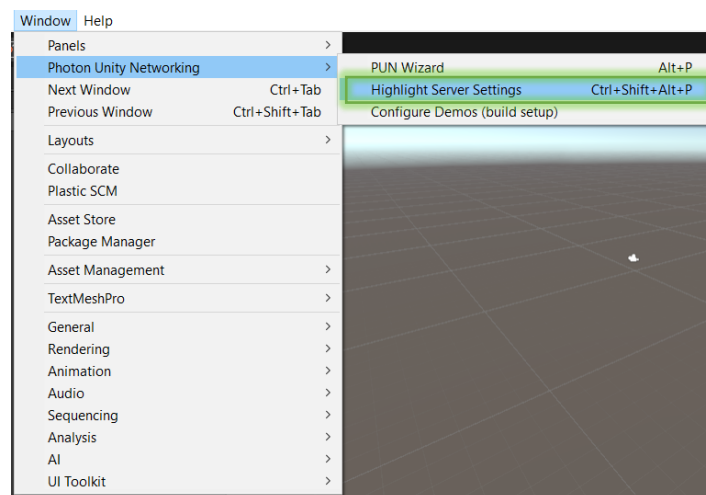 Window Help
Panels >
Photon Unity Networking >
PUN Wizard Alt+P
Next Window Ctrl+Tab
Highlight Server Settings Ctrl+Shift+Alt+P
Previous Window Ctrl+Shift+Tab
Configure Demos (build setup)
Layouts >
Collaborate
Plastic SCM
Asset Store
Package Manager
Asset Management >
TextMeshPro >
General >
Rendering >
Animation >
Audio >
Sequencing >
Analysis >
AI >
UI Toolkit >